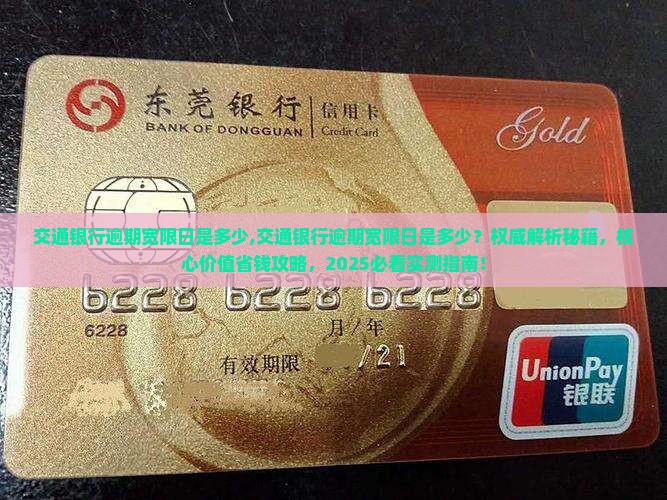 东莞银行 信用卡
BANK OF DONGGUAN Credit Card
Gold
交通银行逾期宽限日是多少,交通银行逾期宽限日是多少？权威解析秘籍，核
心价值省钱攻略，2025必看实测指南！
6228 6228 6228
6228
月/年
有效期限 /21
UnionPay
银联